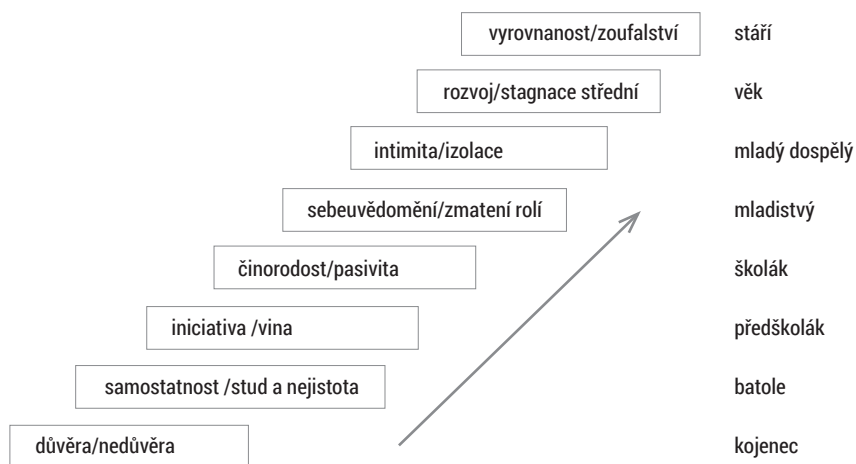 vyrovnanost/zoufalství stáří
rozvoj/stagnace střední věk
intimita/izolace mladý dospělý
sebeuvědomění/zmatení rolí mladistvý
činorodost/pasivita školák
iniciativa /vina předškolák
samostatnost /stud a nejistota batole
důvěra/nedůvěra kojenec